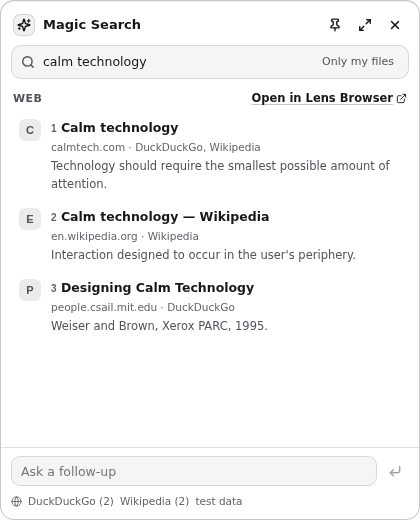 Magic Search
calm technology
Only my files
WEB
Open in Lens Browser
C
1 Calm technology
calmtech.com · DuckDuckGo, Wikipedia
Technology should require the smallest possible amount of
attention.
E
2 Calm technology — Wikipedia
en.wikipedia.org · Wikipedia
Interaction designed to occur in the user's periphery.
P
3 Designing Calm Technology
people.csail.mit.edu · DuckDuckGo
Weiser and Brown, Xerox PARC, 1995.
Ask a follow-up
DuckDuckGo (2) Wikipedia (2) test data